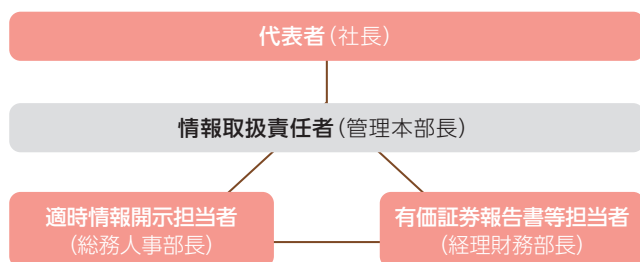 代表者（社長）
情報取扱責任者（管理本部長）
適時情報開示担当者
（総務人事部長）
有価証券報告書等担当者
（経理財務部長）